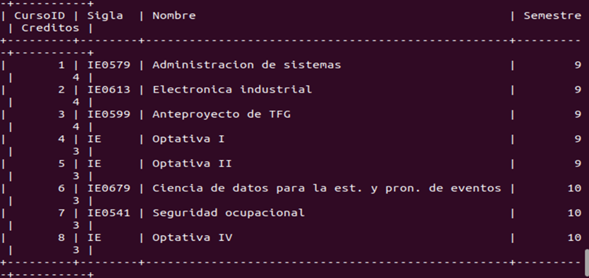 -+-----------+
| CursoID | Sigla  | Nombre                                         | Semestre
 | Creditos |
+---------+--------+------------------------------------------------+---------
-+-----------+
|       1 | IE0579 | Administracion de sistemas                     |        9
 |        4 |
|       2 | IE0613 | Electronica industrial                         |        9
 |        4 |
|       3 | IE0599 | Anteproyecto de TFG                            |        9
 |        4 |
|       4 | IE     | Optativa I                                     |        9
 |        3 |
|       5 | IE     | Optativa II                                    |        9
 |        3 |
|       6 | IE0679 | Ciencia de datos para la est. y pron. de eventos |       10
 |        3 |
|       7 | IE0541 | Seguridad ocupacional                          |       10
 |        3 |
|       8 | IE     | Optativa IV                                    |       10
 |        3 |
+---------+--------+------------------------------------------------+---------
-+-----------+